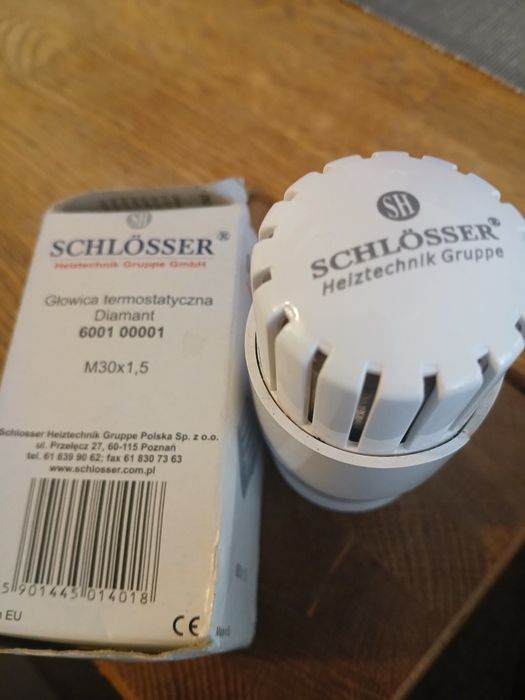 SH
SCHLÖSSER®
Heiztechnik Gruppe GmbH
Głowica termostatyczna
Diamant
6001 00001
M30x1,5
Schlosser Heiztechnik Gruppe Polska Sp. z o.o.
ul. Przełęcz 27, 60-115 Poznań
tel. 61 639 90 62; fax 61 830 73 63
www.schlosser.com.pl
5 901445 014018
EU
CE
SH
SCHLÖSSER®
Heiztechnik Gruppe